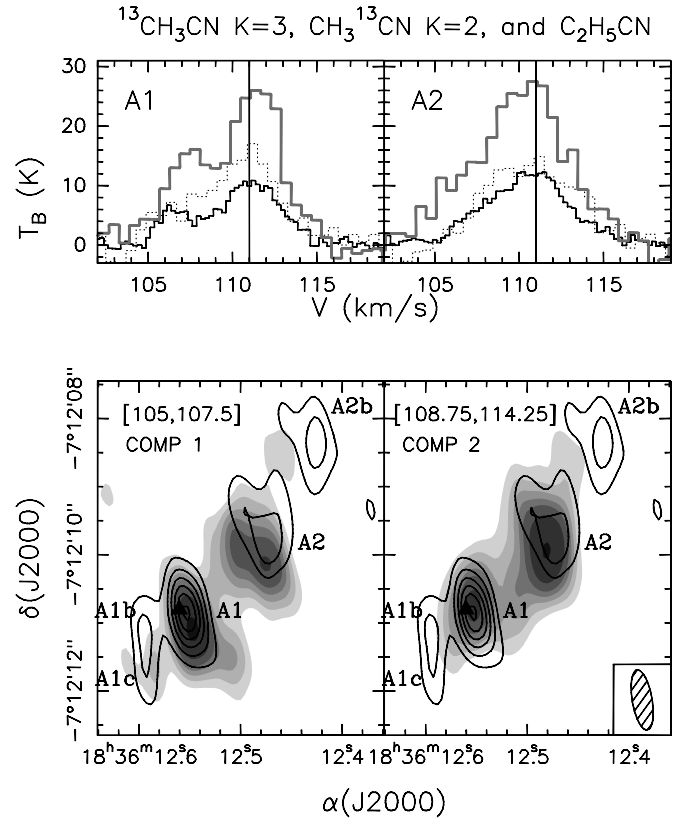 ¹³CH₃CN K=3, CH₃¹³CN K=2, and C₂H₅CN
A1
A2
30
20
10
0
T_B (K)
105 110 115 105 110 115
V (km/s)
[105,107.5]
COMP 1
A2b
A2
A1b
A1
A1c
[108.75,114.25]
COMP 2
A2b
A2
A1b
A1
A1c
−7°12'08"
−7°12'10"
−7°12'12"
δ(J2000)
18ʰ36ᵐ12ˢ.6 12ˢ.5 12ˢ.4 18ʰ36ᵐ12ˢ.6 12ˢ.5 12ˢ.4
α(J2000)